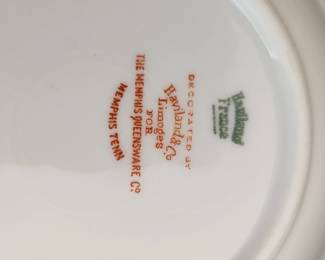 Haviland
France
DECORATED BY
Haviland & Co
Limoges
FOR
THE MEMPHIS QUEENSWARE CO.
MEMPHIS TENN